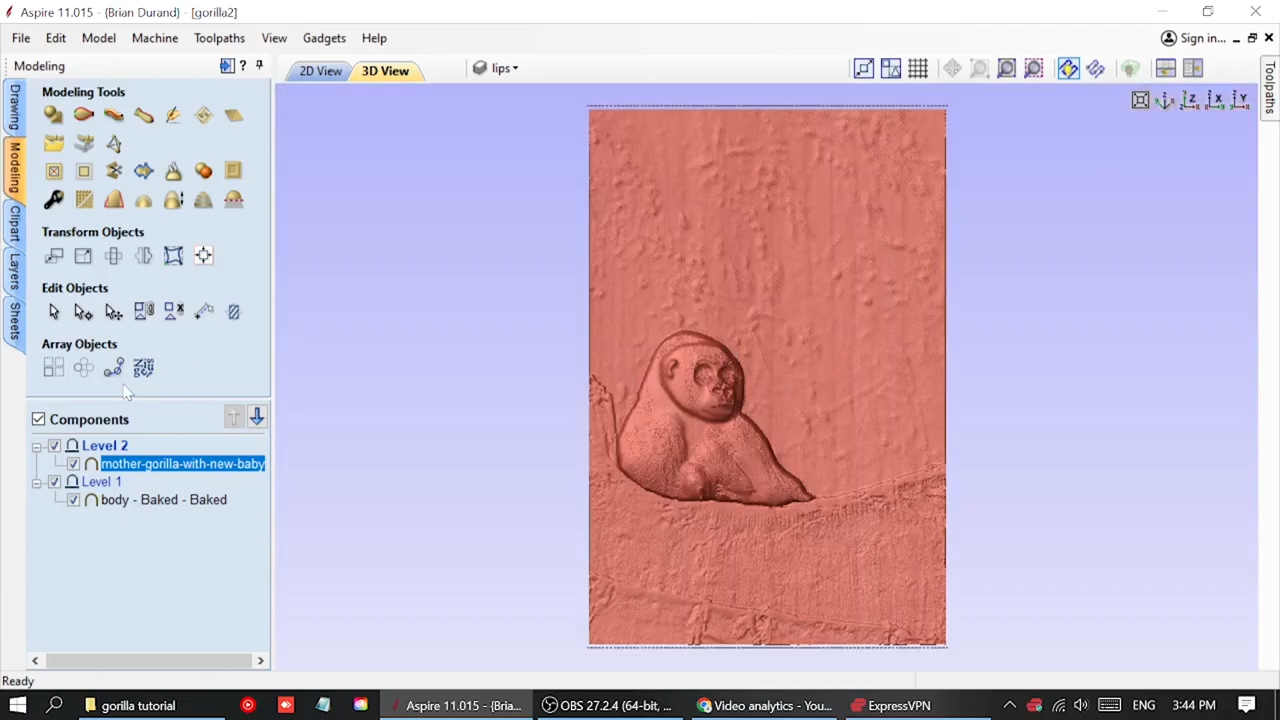 Aspire 11.015 - {Brian Durand} - [gorilla2]
File Edit Model Machine Toolpaths View Gadgets Help
Sign in...
Modeling
2D View 3D View lips
Drawing
Modeling
Clipart
Layers
Sheets
Toolpaths
Modeling Tools
Transform Objects
Edit Objects
Array Objects
Components
Level 2
mother-gorilla-with-new-baby
Level 1
body - Baked - Baked
Z X Y
Ready
gorilla tutorial
Aspire 11.015 - {Bria...
OBS 27.2.4 (64-bit, ...
Video analytics - You...
ExpressVPN
ENG 3:44 PM